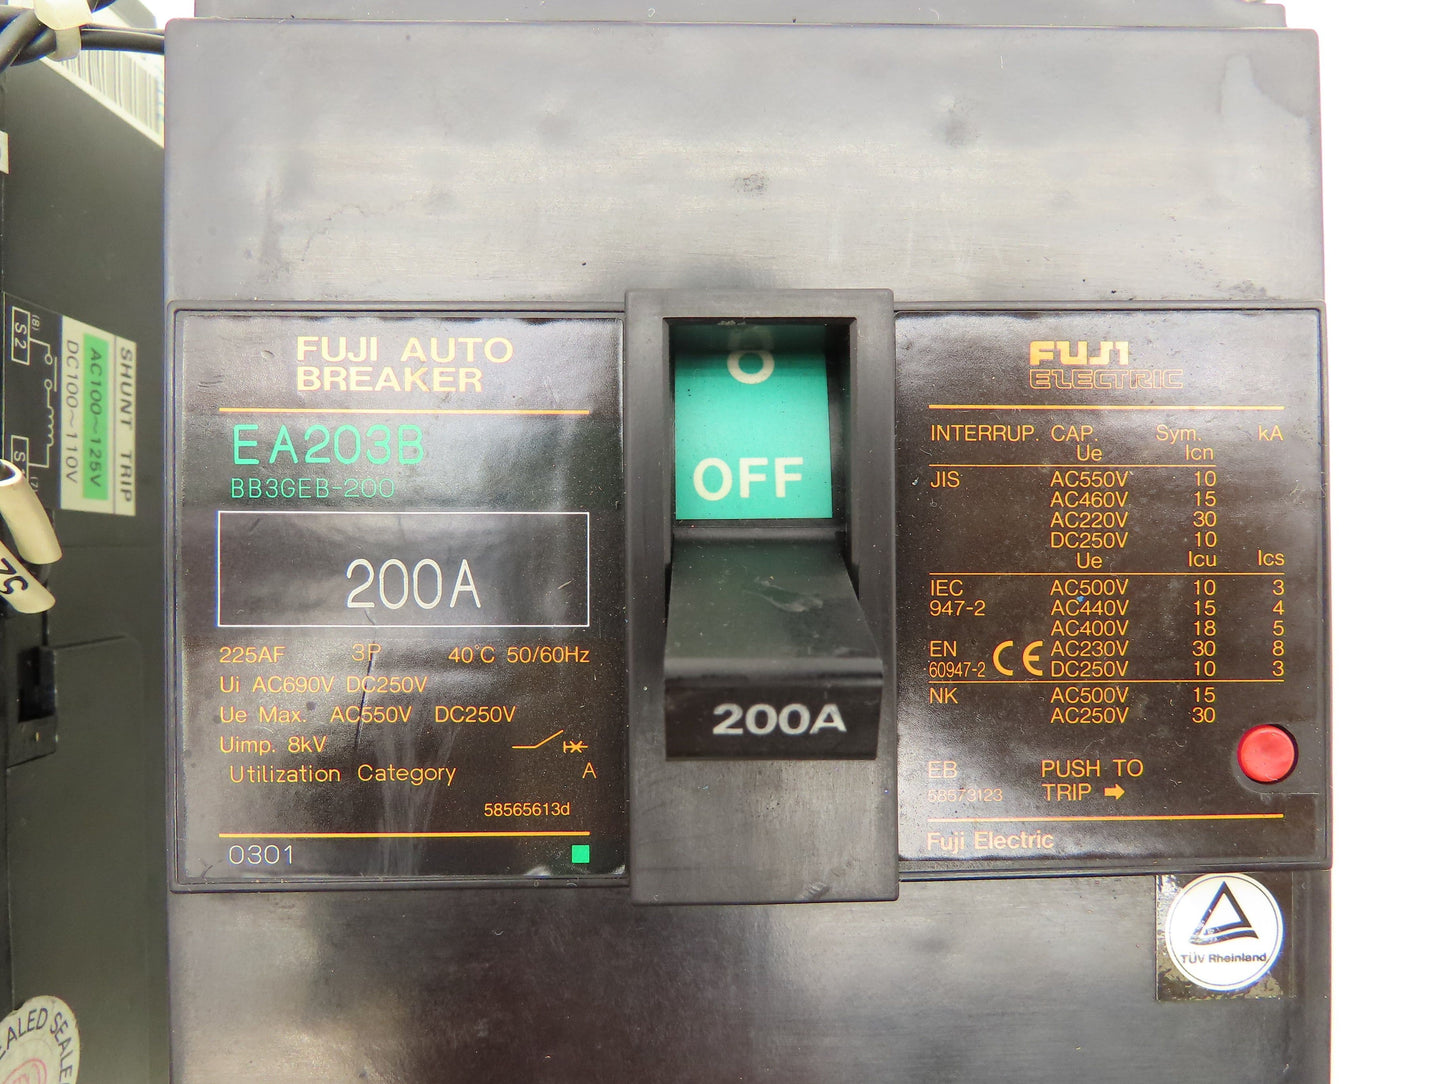 SHUNT TRIP
AC100~125V
DC100~110V
S2
(8)
FUJI AUTO
BREAKER
EA203B
BB3GEB-200
200A
225AF 3P 40°C 50/60Hz
Ui AC690V DC250V
Ue Max. AC550V DC250V
Uimp. 8kV
Utilization Category A
58565613d
0301
O
OFF
200A
FUJI
ELECTRIC
INTERRUP. CAP. Sym. kA
Ue Icn
JIS AC550V 10
AC460V 15
AC220V 30
DC250V 10
Ue Icu Ics
IEC AC500V 10 3
947-2 AC440V 15 4
AC400V 18 5
EN AC230V 30 8
60947-2 CE DC250V 10 3
NK AC500V 15
AC250V 30
EB PUSH TO
58573123 TRIP ➡
Fuji Electric
TÜV Rheinland
SEALED